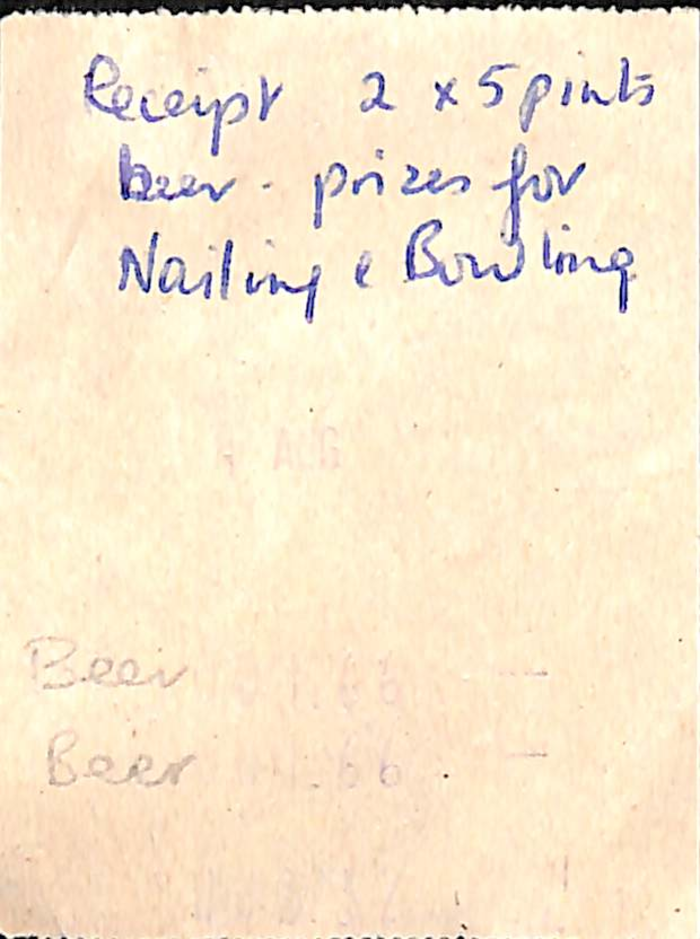 Receipt 2 x 5 pints
beer - prizes for
Nailing & Bowling
Beer
Beer